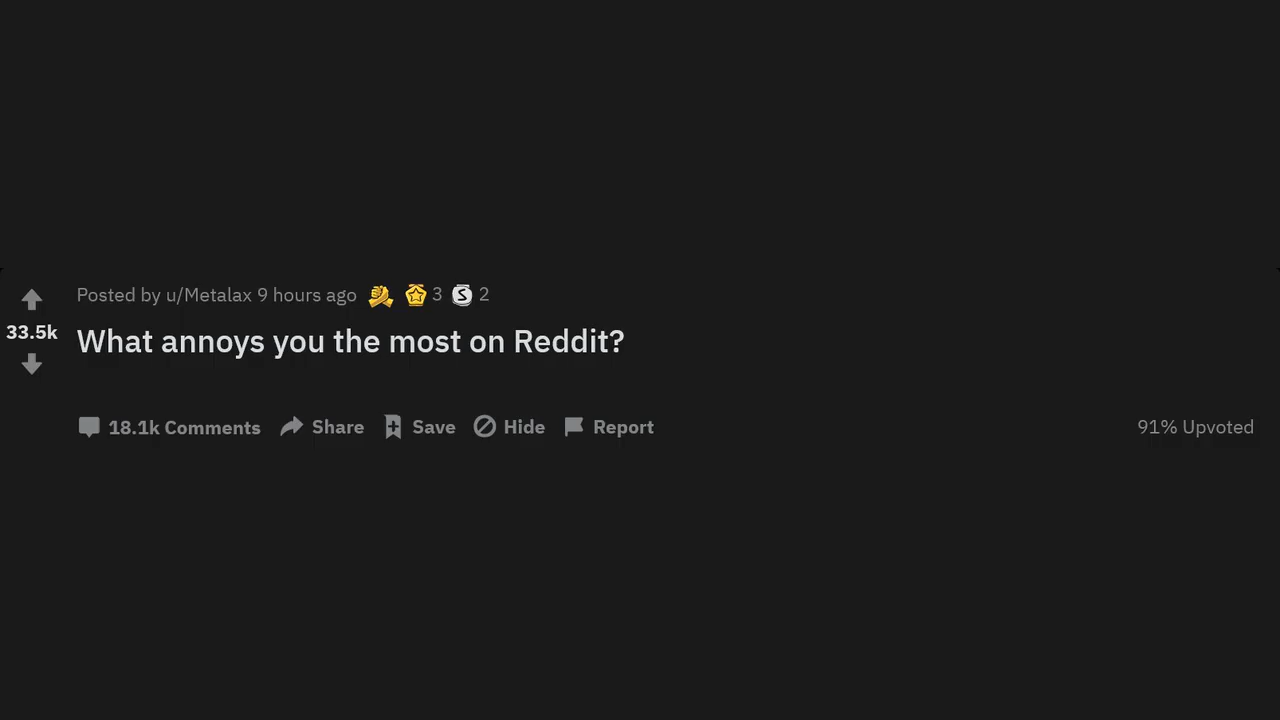 Posted by u/Metalax 9 hours ago 3 S 2
33.5k
What annoys you the most on Reddit?
18.1k Comments Share Save Hide Report 91% Upvoted